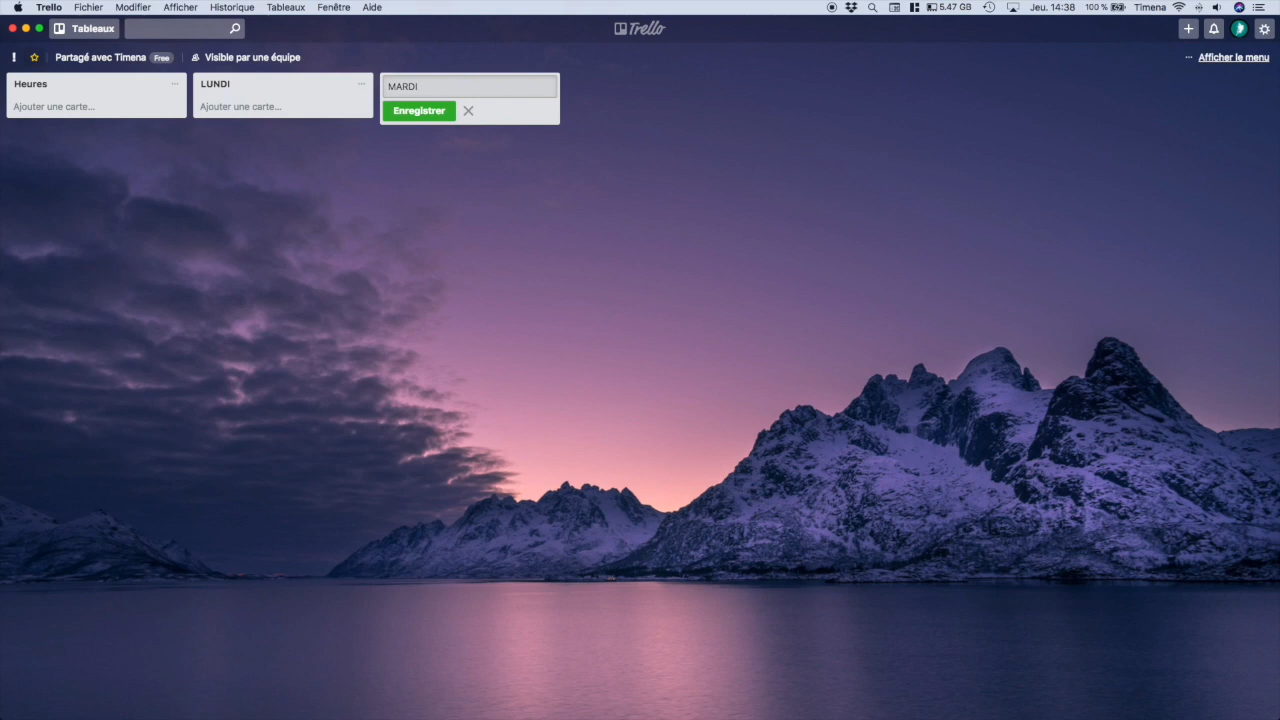 Trello Fichier Modifier Afficher Historique Tableaux Fenêtre Aide 5.47 GB Jeu. 14:38 100 % Timena
Tableaux Trello
! Partagé avec Timena Free Visible par une équipe ... Afficher le menu
Heures ... LUNDI ... MARDI
Ajouter une carte... Ajouter une carte... Enregistrer